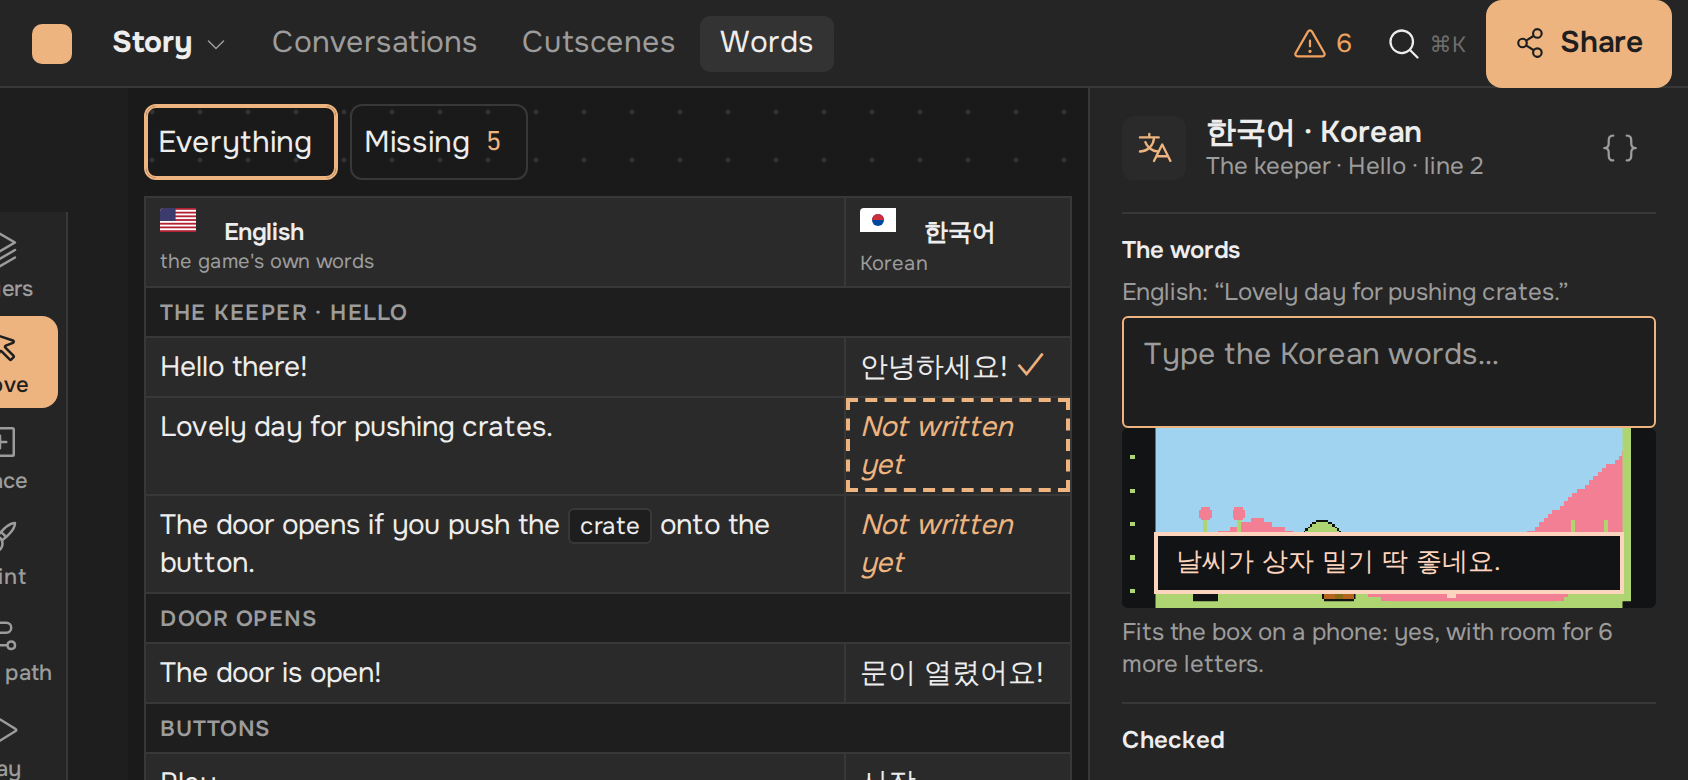 Story Conversations Cutscenes Words 6 ⌘K Share
Everything Missing 5
English
the game's own words
한국어
Korean
THE KEEPER · HELLO
Hello there! 안녕하세요!
Lovely day for pushing crates. Not written
yet
The door opens if you push the crate onto the
button.
Not written
yet
DOOR OPENS
The door is open! 문이 열렸어요!
BUTTONS
Play 시작
path
한국어 · Korean
The keeper · Hello · line 2
The words
English: “Lovely day for pushing crates.”
Type the Korean words...
날씨가 상자 밀기 딱 좋네요.
Fits the box on a phone: yes, with room for 6
more letters.
Checked